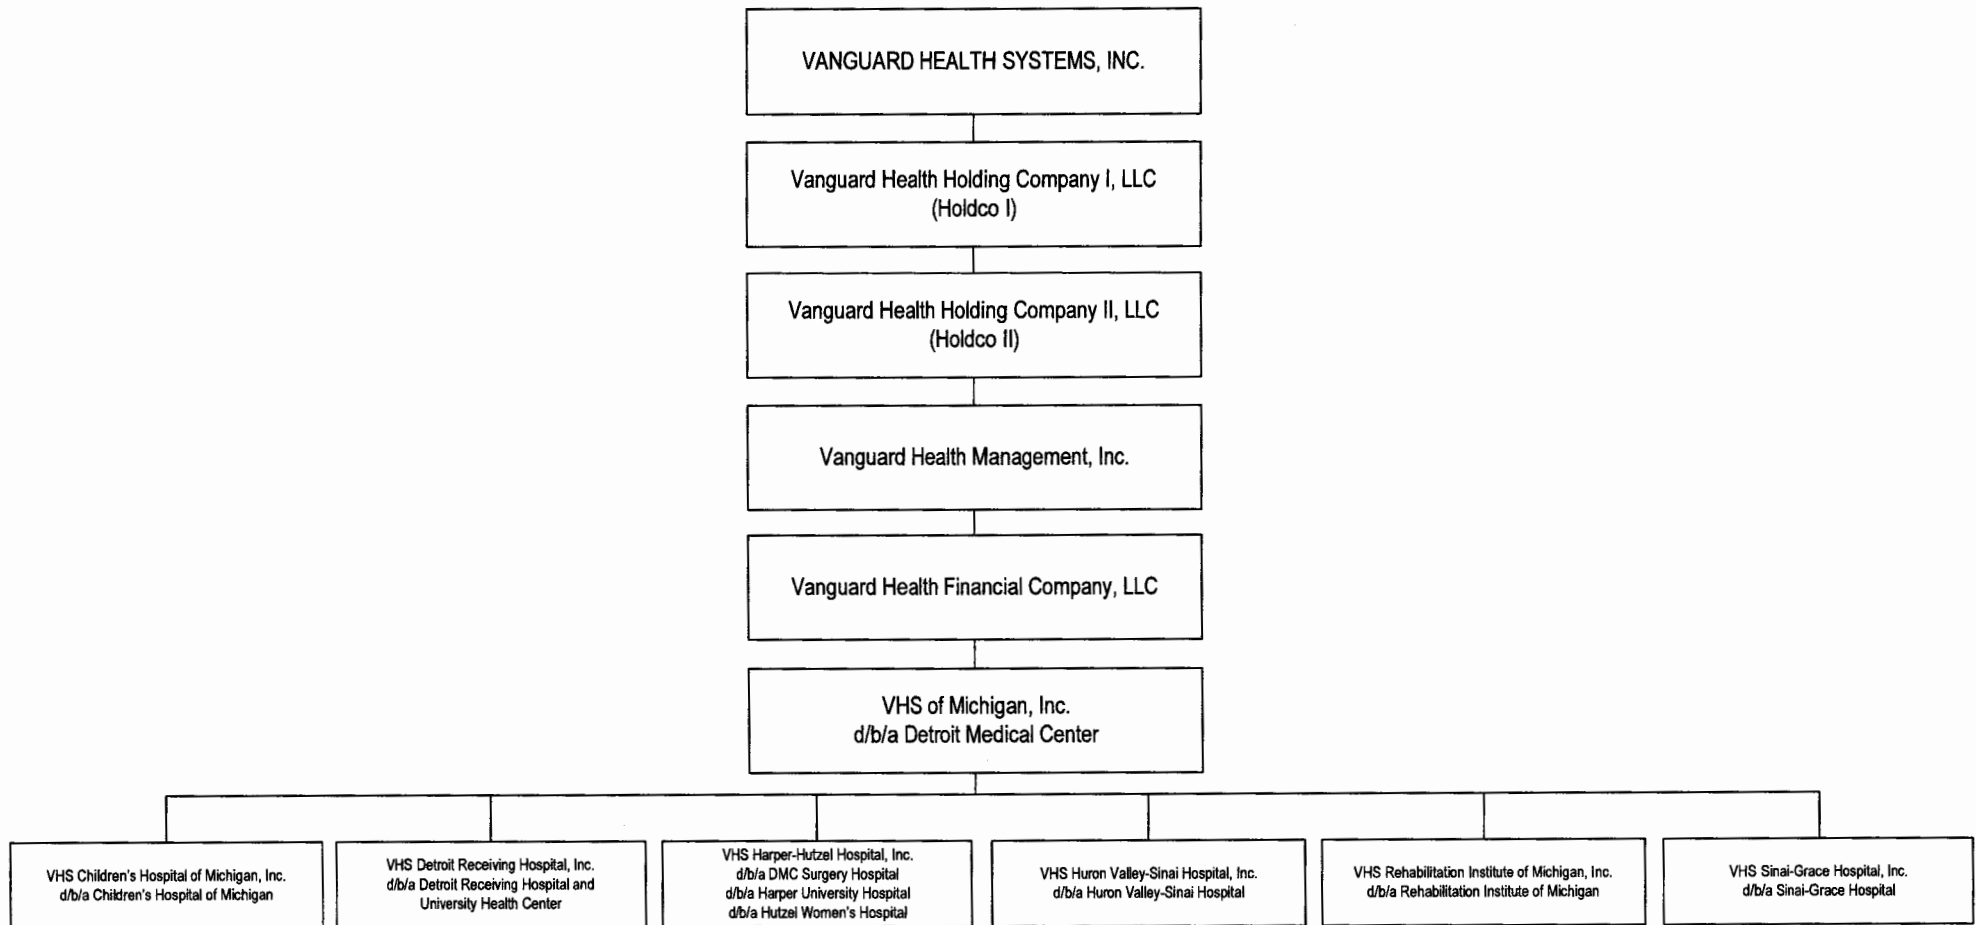 VANGUARD HEALTH SYSTEMS, INC.
Vanguard Health Holding Company I, LLC
(Holdco I)
Vanguard Health Holding Company II, LLC
(Holdco II)
Vanguard Health Management, Inc.
Vanguard Health Financial Company, LLC
VHS of Michigan, Inc.
d/b/a Detroit Medical Center
VHS Children's Hospital of Michigan, Inc.
d/b/a Children's Hospital of Michigan
VHS Detroit Receiving Hospital, Inc.
d/b/a Detroit Receiving Hospital and
University Health Center
VHS Harper-Hutzel Hospital, Inc.
d/b/a DMC Surgery Hospital
d/b/a Harper University Hospital
d/b/a Hutzel Women's Hospital
VHS Huron Valley-Sinai Hospital, Inc.
d/b/a Huron Valley-Sinai Hospital
VHS Rehabilitation Institute of Michigan, Inc.
d/b/a Rehabilitation Institute of Michigan
VHS Sinai-Grace Hospital, Inc.
d/b/a Sinai-Grace Hospital